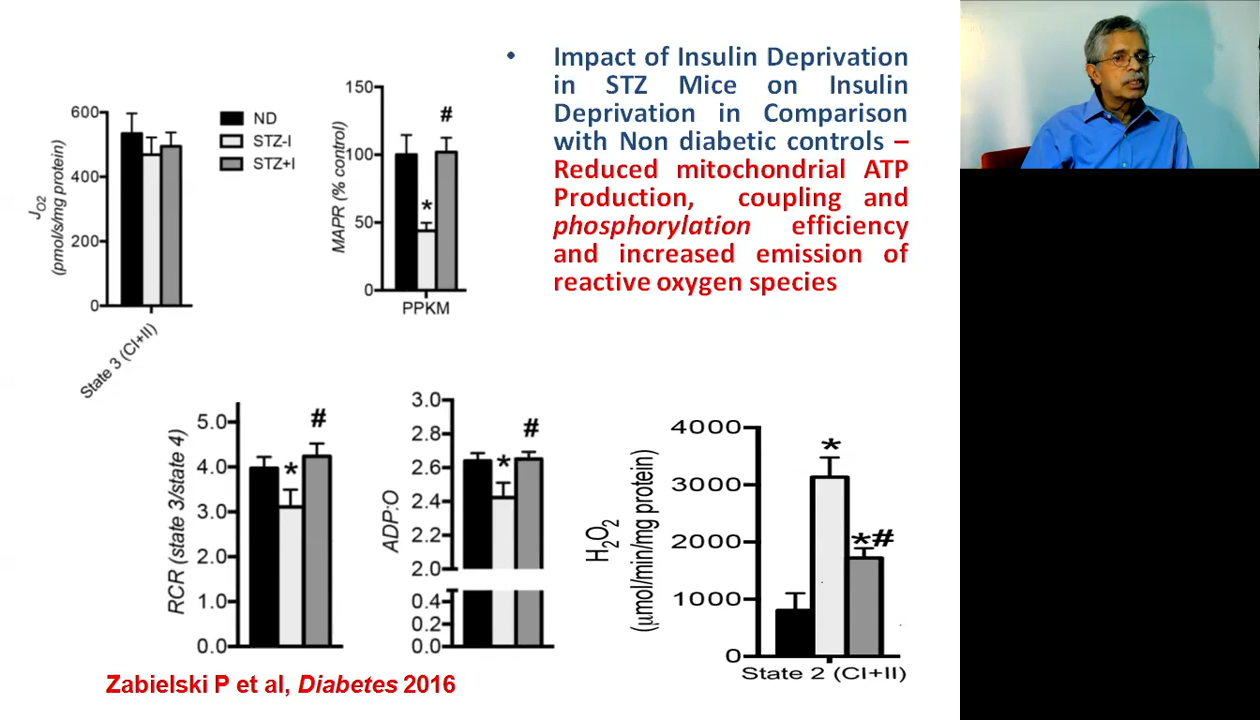 • Impact of Insulin Deprivation
in STZ Mice on Insulin
Deprivation in Comparison
with Non diabetic controls –
Reduced mitochondrial ATP
Production, coupling and
phosphorylation efficiency
and increased emission of
reactive oxygen species
600
400
200
0
JO2
(pmol/s/mg protein)
State 3 (CI+II)
ND
STZ-I
STZ+I
150
100
50
0
MAPR (% control)
*
#
PPKM
5.0
4.0
3.0
2.0
1.0
0.0
RCR (state 3/state 4)
*
#
3.0
2.8
2.6
2.4
2.2
2.0
0.4
0.2
0.0
ADP:O
*
#
4000
3000
2000
1000
0
H2O2
(µmol/min/mg protein)
*
*#
State 2 (CI+II)
Zabielski P et al, Diabetes 2016